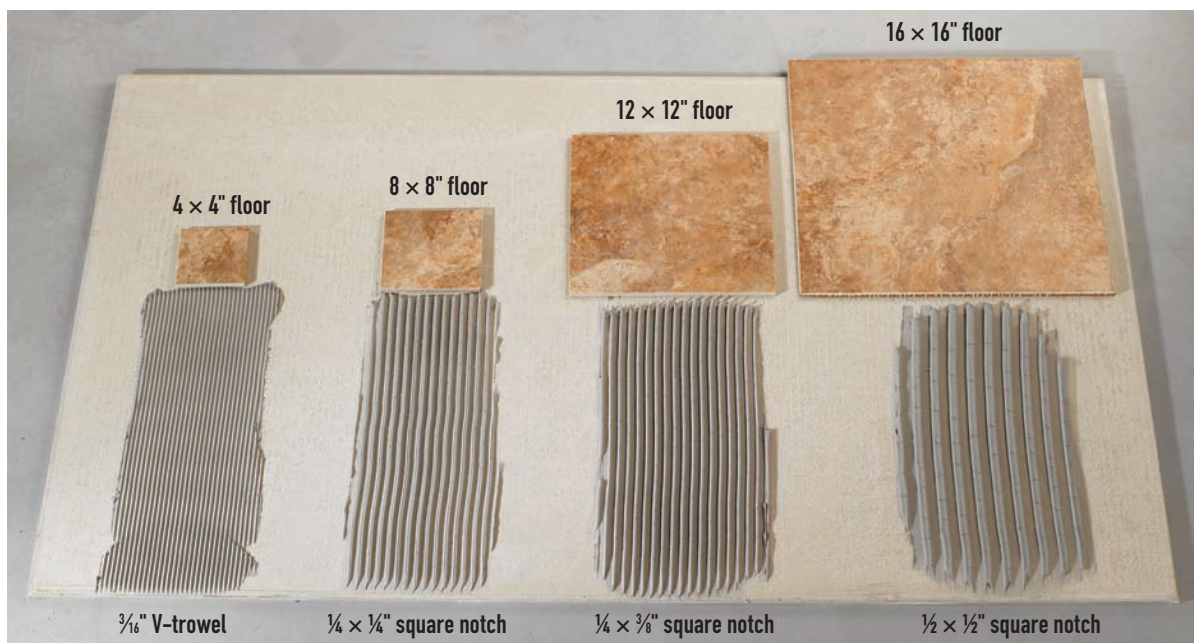 16 × 16" floor
12 × 12" floor
8 × 8" floor
4 × 4" floor
³⁄₁₆" V-trowel
¼ × ¼" square notch
¼ × ⅜" square notch
½ × ½" square notch